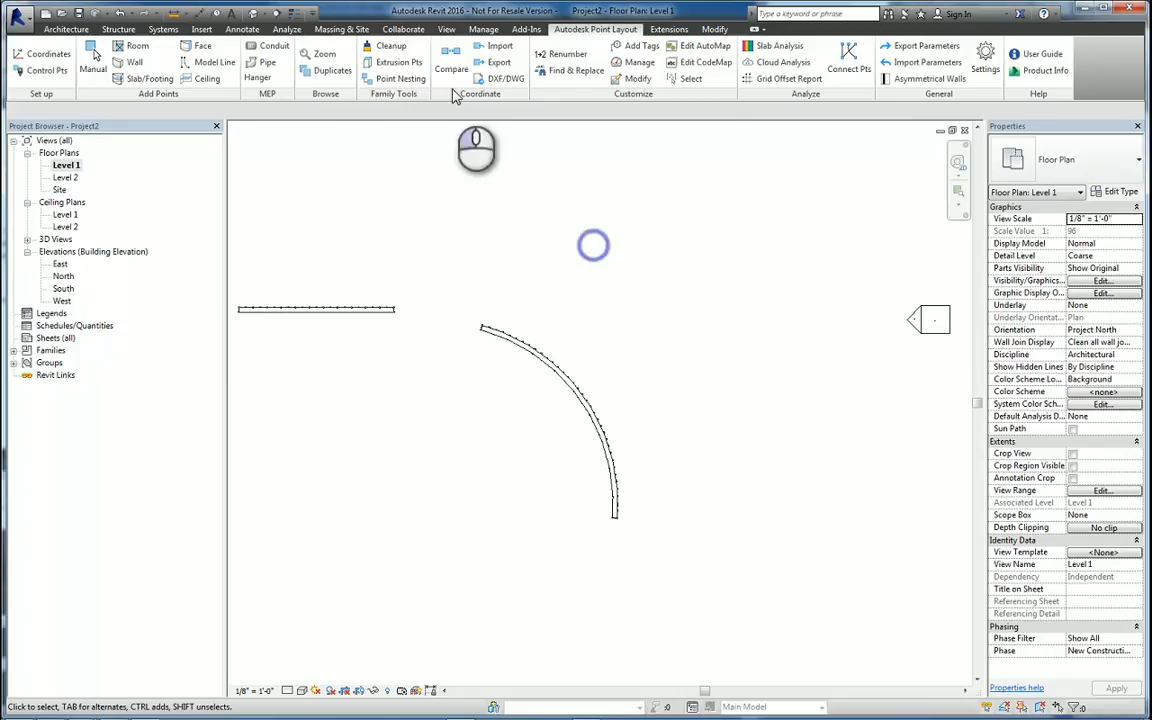 Autodesk Revit 2016 - Not For Resale Version - Project2 - Floor Plan: Level 1
Type a keyword or phrase
Sign In
Architecture Structure Systems Insert Annotate Analyze Massing & Site Collaborate View Manage Add-Ins Autodesk Point Layout Extensions Modify
Coordinates
Control Pts
Set up
Manual
Room
Wall
Slab/Footing
Face
Model Line
Ceiling
Add Points
Conduit
Pipe
Hanger
MEP
Zoom
Duplicates
Browse
Cleanup
Extrusion Pts
Point Nesting
Family Tools
Compare
Import
Export
DXF/DWG
Coordinate
Renumber
Find & Replace
Add Tags
Manage
Modify
Edit AutoMap
Edit CodeMap
Select
Customize
Slab Analysis
Cloud Analysis
Grid Offset Report
Analyze
Connect Pts
Export Parameters
Import Parameters
Asymmetrical Walls
Settings
General
User Guide
Product Info
Help
Project Browser - Project2
Views (all)
Floor Plans
Level 1
Level 2
Site
Ceiling Plans
Level 1
Level 2
3D Views
Elevations (Building Elevation)
East
North
South
West
Legends
Schedules/Quantities
Sheets (all)
Families
Groups
Revit Links
Properties
Floor Plan
Floor Plan: Level 1
Edit Type
Graphics
View Scale 1/8" = 1'-0"
Scale Value 1: 96
Display Model Normal
Detail Level Coarse
Parts Visibility Show Original
Visibility/Graphics... Edit...
Graphic Display O... Edit...
Underlay None
Underlay Orientat... Plan
Orientation Project North
Wall Join Display Clean all wall jo...
Discipline Architectural
Show Hidden Lines By Discipline
Color Scheme Lo... Background
Color Scheme <none>
System Color Sch... Edit...
Default Analysis D... None
Sun Path
Extents
Crop View
Crop Region Visible
Annotation Crop
View Range Edit...
Associated Level Level 1
Scope Box None
Depth Clipping No clip
Identity Data
View Template <None>
View Name Level 1
Dependency Independent
Title on Sheet
Referencing Sheet
Referencing Detail
Phasing
Phase Filter Show All
Phase New Constructi...
Properties help
Apply
1/8" = 1'-0"
Click to select, TAB for alternates, CTRL adds, SHIFT unselects.
:0
Main Model
:0